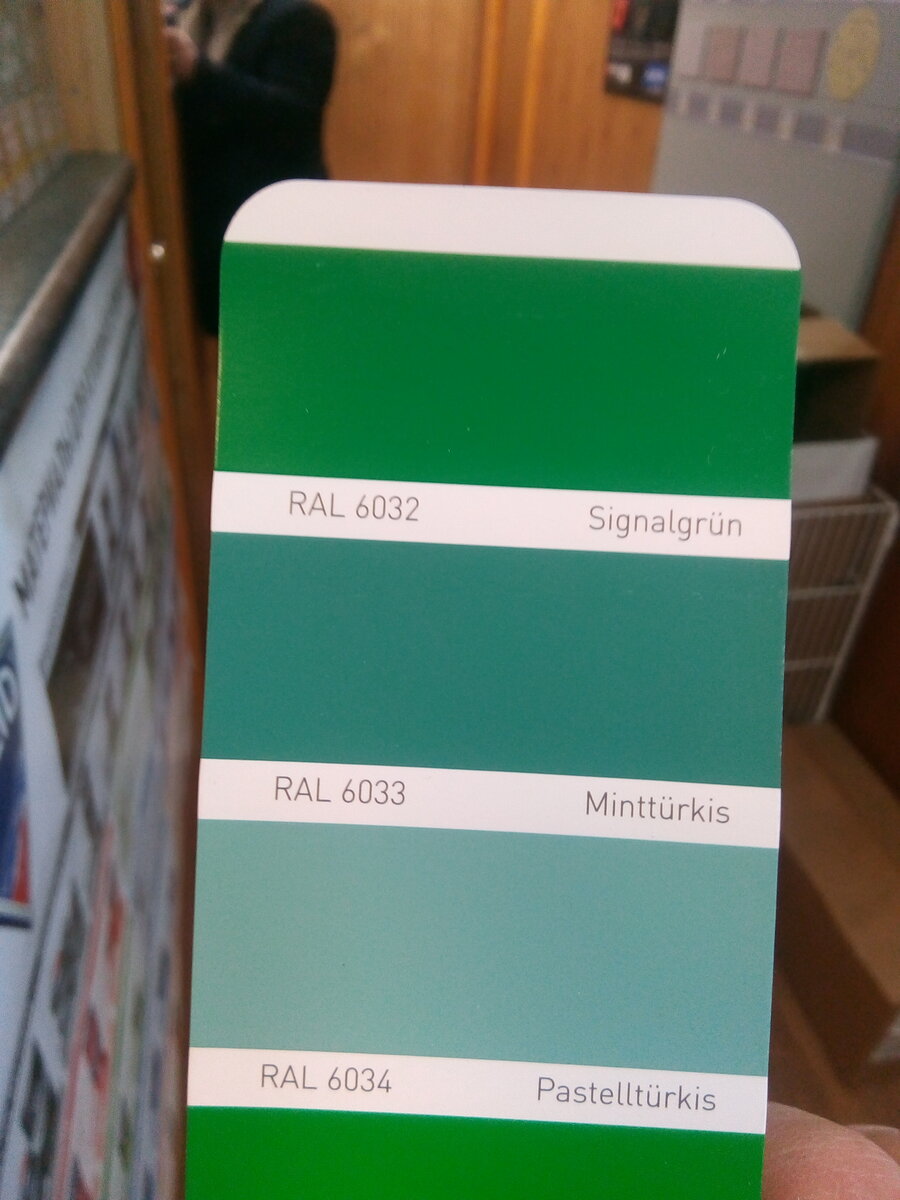 RAL 6032 Signalgrün
RAL 6033 Minttürkis
RAL 6034 Pastelltürkis